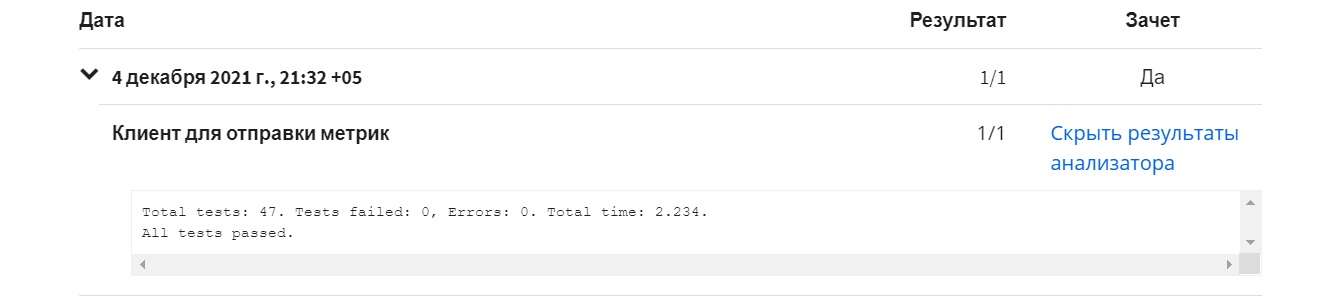 Дата Результат Зачет
4 декабря 2021 г., 21:32 +05 1/1 Да
Клиент для отправки метрик 1/1 Скрыть результаты
анализатора
Total tests: 47. Tests failed: 0, Errors: 0. Total time: 2.234.
All tests passed.